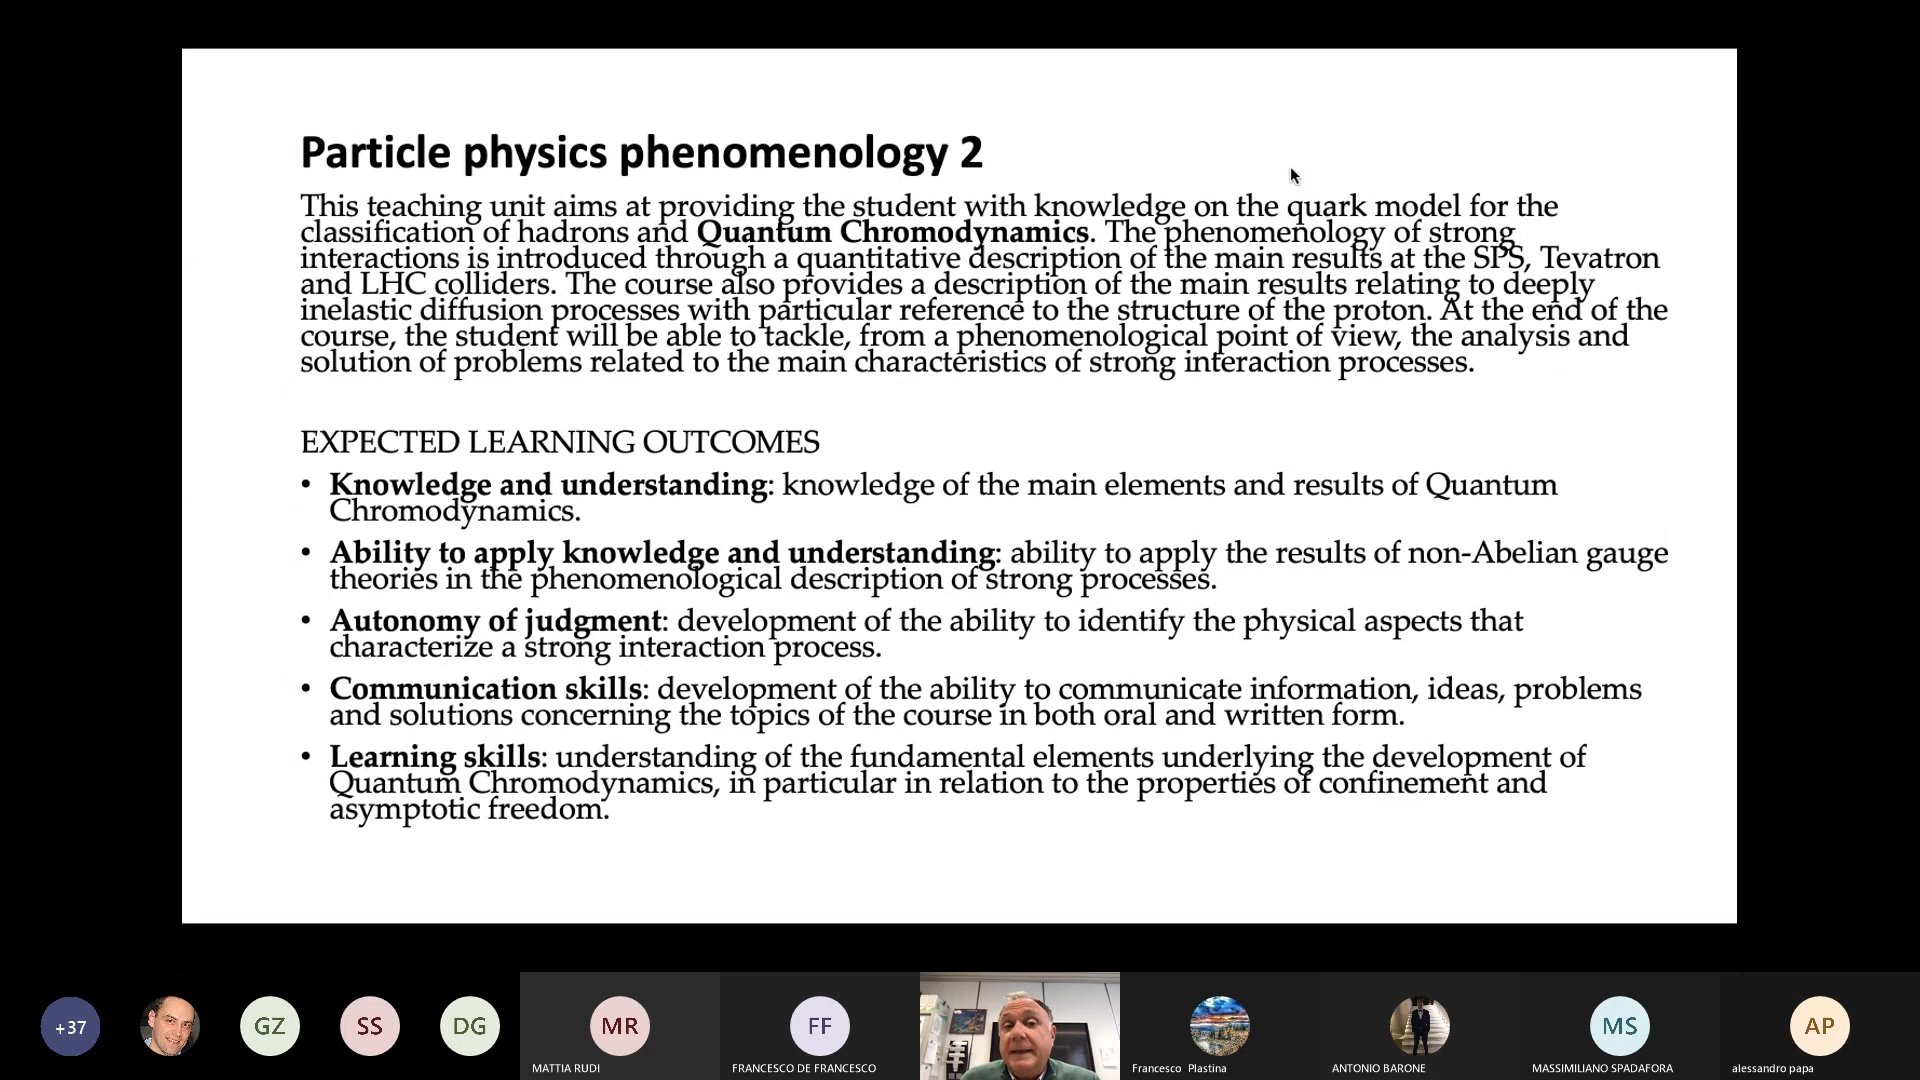 Particle physics phenomenology 2
This teaching unit aims at providing the student with knowledge on the quark model for the
classification of hadrons and Quantum Chromodynamics. The phenomenology of strong
interactions is introduced through a quantitative description of the main results at the SPS, Tevatron
and LHC colliders. The course also provides a description of the main results relating to deeply
inelastic diffusion processes with particular reference to the structure of the proton. At the end of the
course, the student will be able to tackle, from a phenomenological point of view, the analysis and
solution of problems related to the main characteristics of strong interaction processes.
EXPECTED LEARNING OUTCOMES
• Knowledge and understanding: knowledge of the main elements and results of Quantum
Chromodynamics.
• Ability to apply knowledge and understanding: ability to apply the results of non-Abelian gauge
theories in the phenomenological description of strong processes.
• Autonomy of judgment: development of the ability to identify the physical aspects that
characterize a strong interaction process.
• Communication skills: development of the ability to communicate information, ideas, problems
and solutions concerning the topics of the course in both oral and written form.
• Learning skills: understanding of the fundamental elements underlying the development of
Quantum Chromodynamics, in particular in relation to the properties of confinement and
asymptotic freedom.
+37
GZ
SS
DG
MR
FF
MS
AP
MATTIA RUDI
FRANCESCO DE FRANCESCO
Francesco Plastina
ANTONIO BARONE
MASSIMILIANO SPADAFORA
alessandro papa